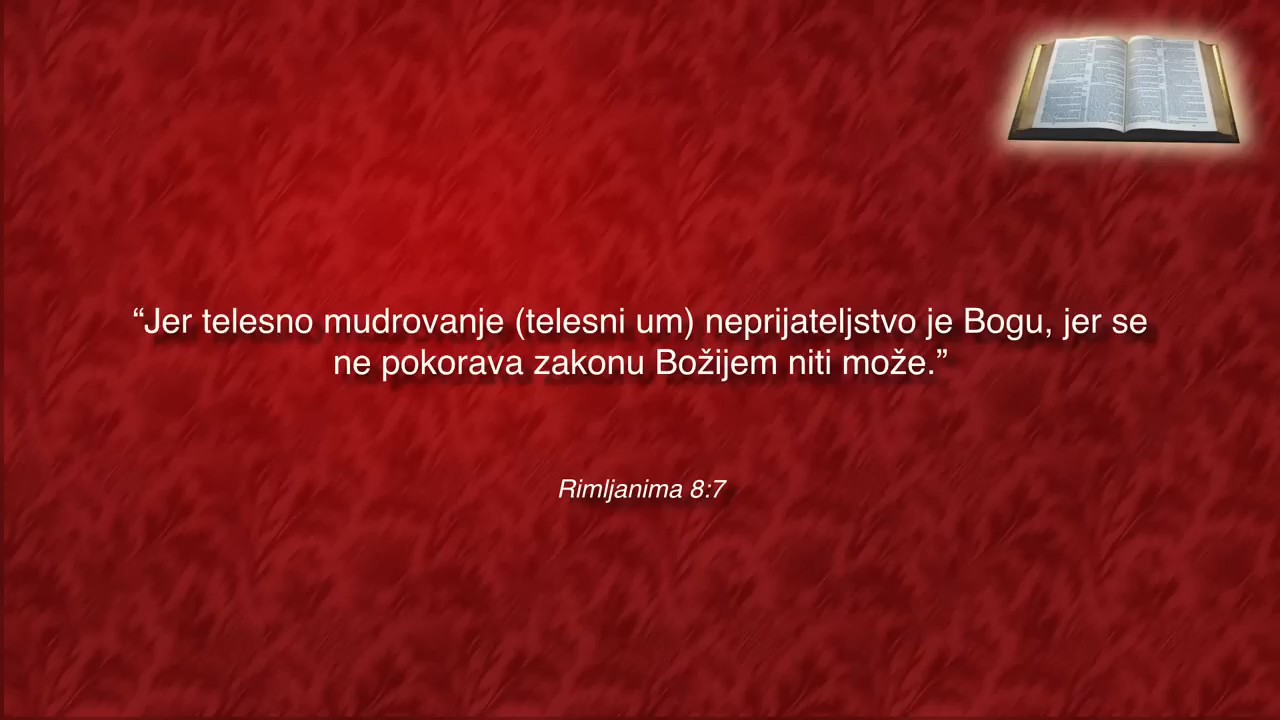 “Jer telesno mudrovanje (telesni um) neprijateljstvo je Bogu, jer se
ne pokorava zakonu Božijem niti može.”
Rimljanima 8:7